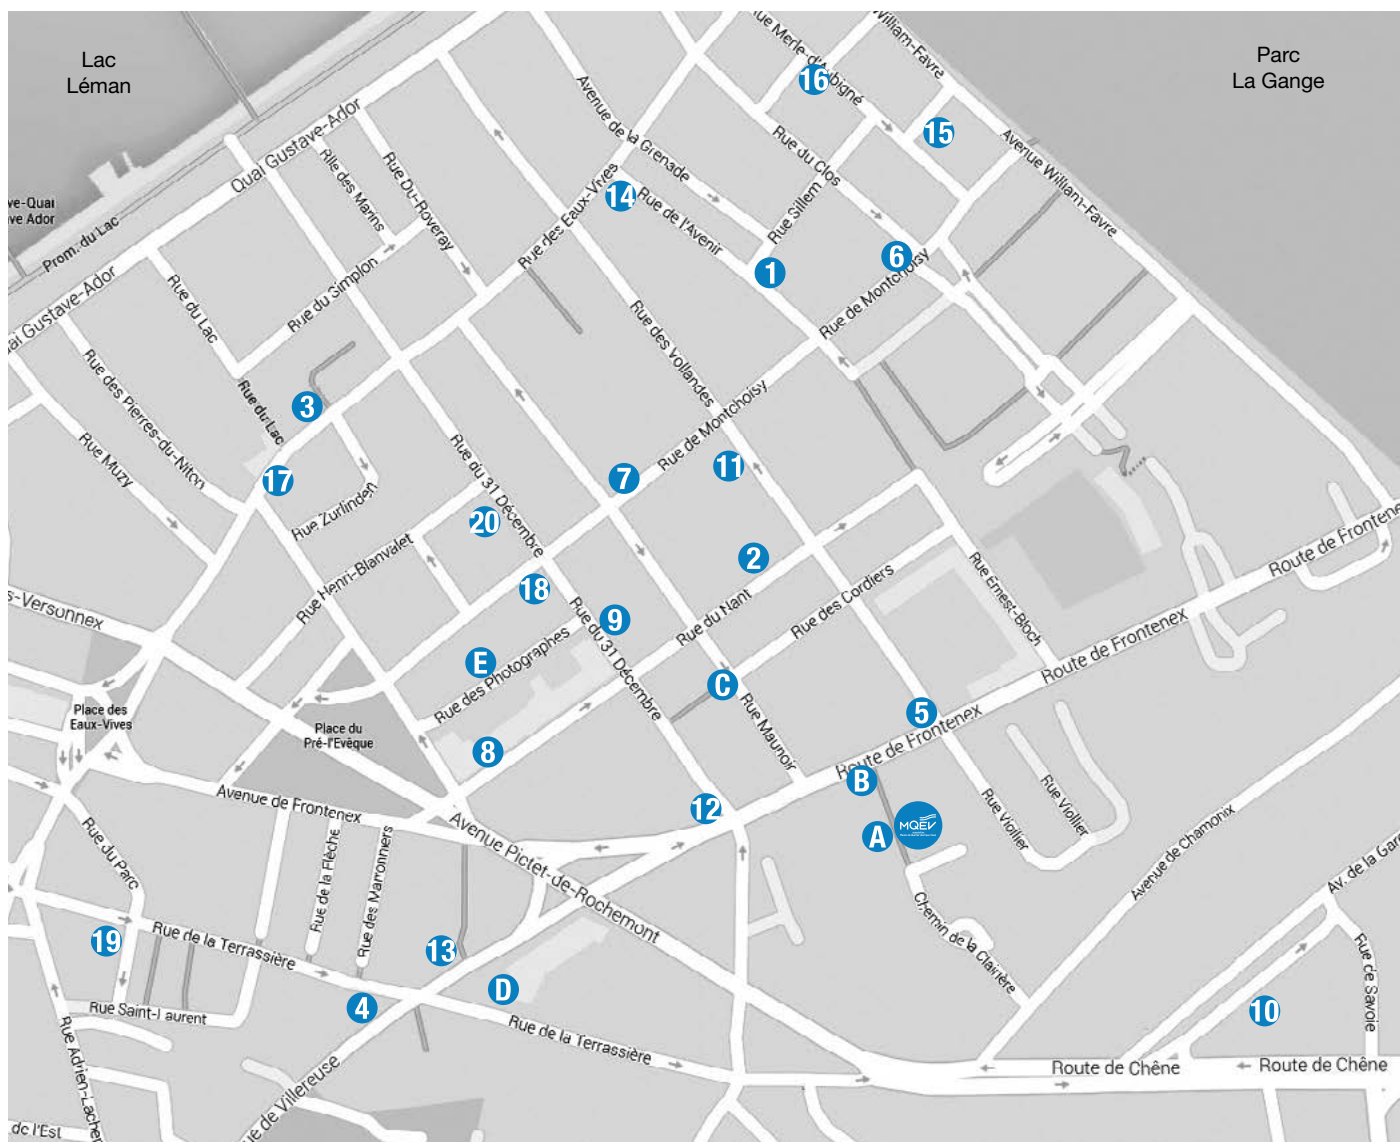 Lac
Léman
Parc
La Gange
Rue Merle-d'Aubigné
William-Favre
16
15
Quai Gustave-Ador
Avenue de la Grenade
Rue du Clos
Avenue William-Favre
Rlle des Marins
Rue Du-Roveray
Rue des Eaux-Vives
14
Rue de l'Avenir
Rue Sillem
ve-Quai
ve Ador
Prom. du Lac
6
1
ai Gustave-Ador
Rue du Lac
Rue du Simplon
Rue de Montchoisy
Rue des Vollandes
Rue des Pierres-du-Niton
Rue du Lac
3
Rue Muzy
17
Rue du 31 Décembre
Rue de Montchoisy
7
11
Rue Zurlinden
20
Rue Henri-Blanvalet
2
18
Rue des Cordiers
Rue Ernest-Bloch
Route de Frontene
s-Versonnex
Rue du 31 Décembre
9
Rue du Nant
E
Rue des Photographes
C
Route de Frontenex
Place des
Eaux-Vives
Place du
Pré-l'Evêque
8
Rue Maunoir
5
Route de Frontenex
B
Avenue de Frontenex
12
A
MQEV
Rue Viollier
Rue Viollier
Avenue Pictet-de-Rochemont
Avenue de Chamonix
Rue du Parc
Rue de la Flèche
Rue des Marronniers
Av. de la Gar
Chemin de la Clairière
19
Rue de la Terrassière
13
D
4
Rue de Savoie
10
Rue Saint-Laurent
Rue de la Terrassière
Rue Adrien-Lachen
ue de Villereuse
Route de Chêne
Route de Chêne
de l'Est